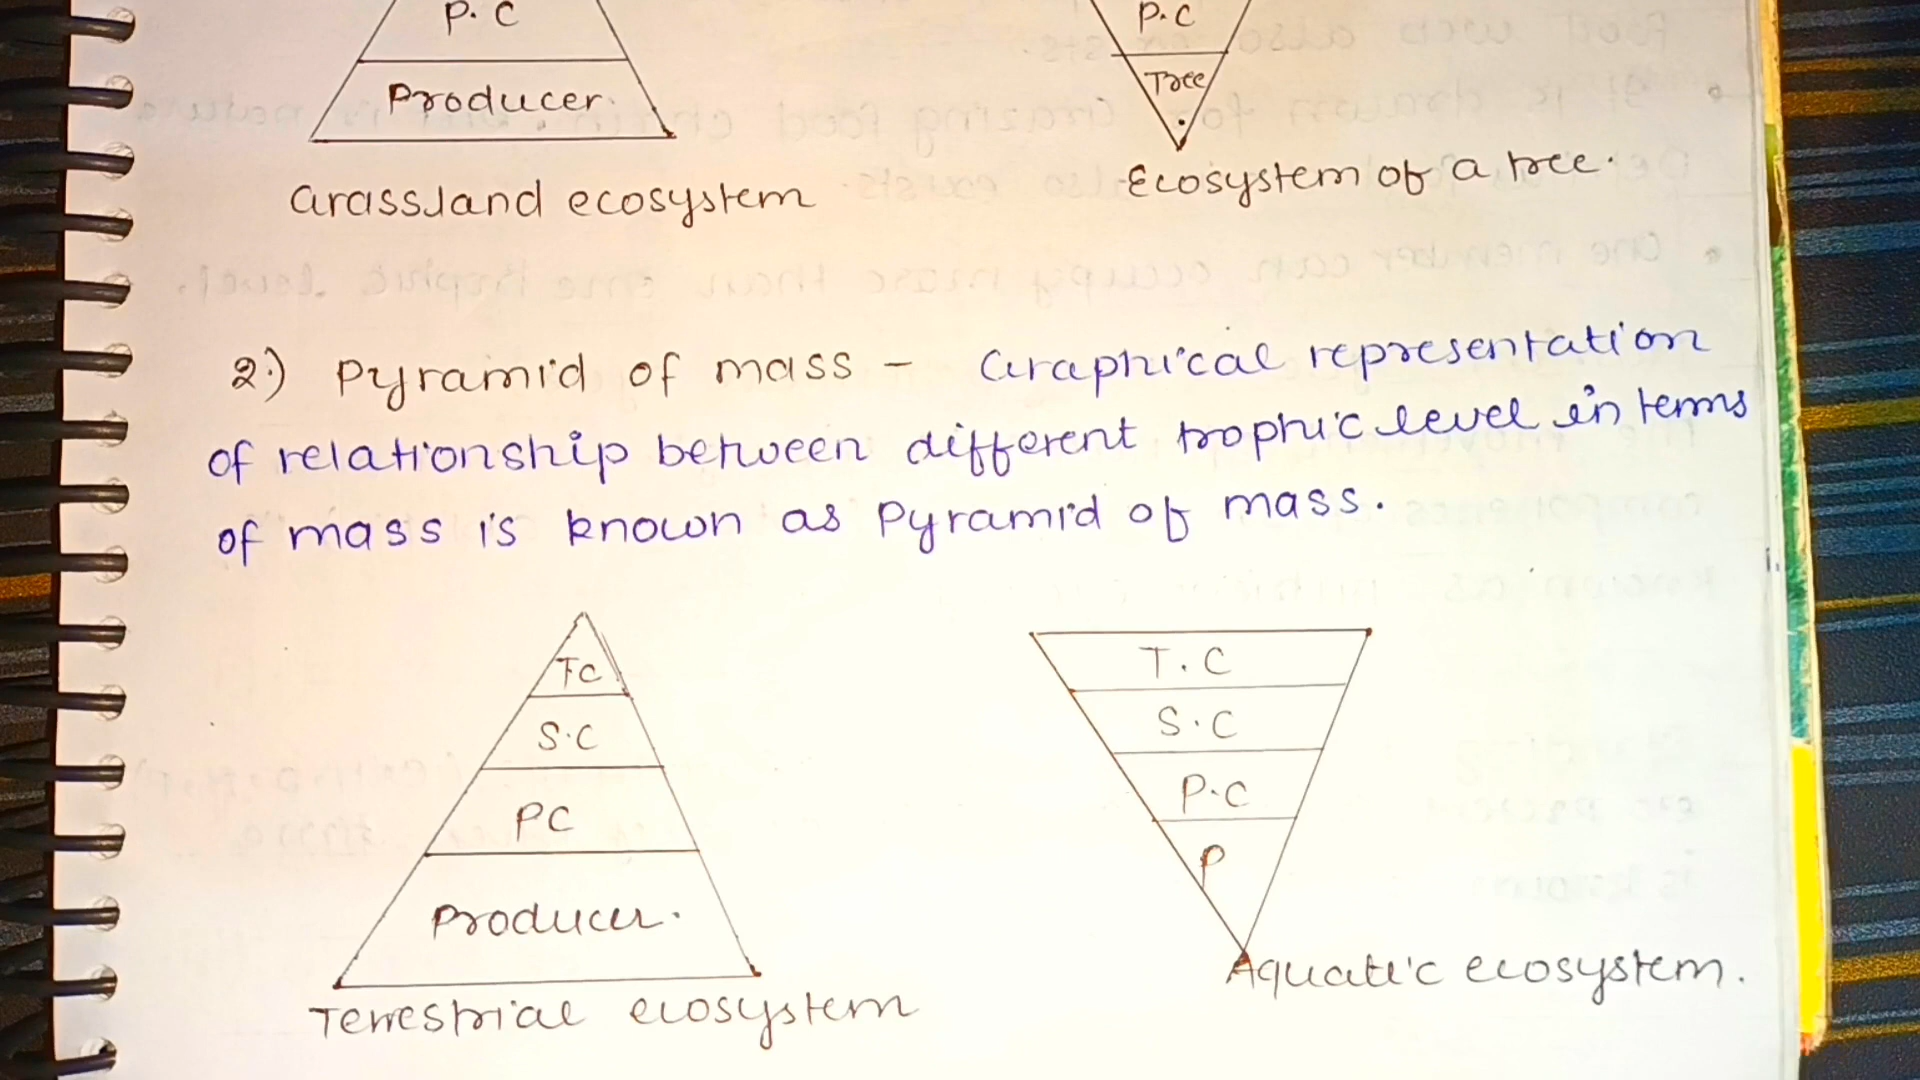 P.C
P.C
Producer.
Tree
Grassland ecosystem
Ecosystem of a tree.
2.) Pyramid of mass - Graphical representation
of relationship between different trophic level in terms
of mass is known as Pyramid of mass.
TC
S.C
PC
Producer.
Terrestrial ecosystem
T.C
S.C
P.C
P
Aquatic ecosystem.